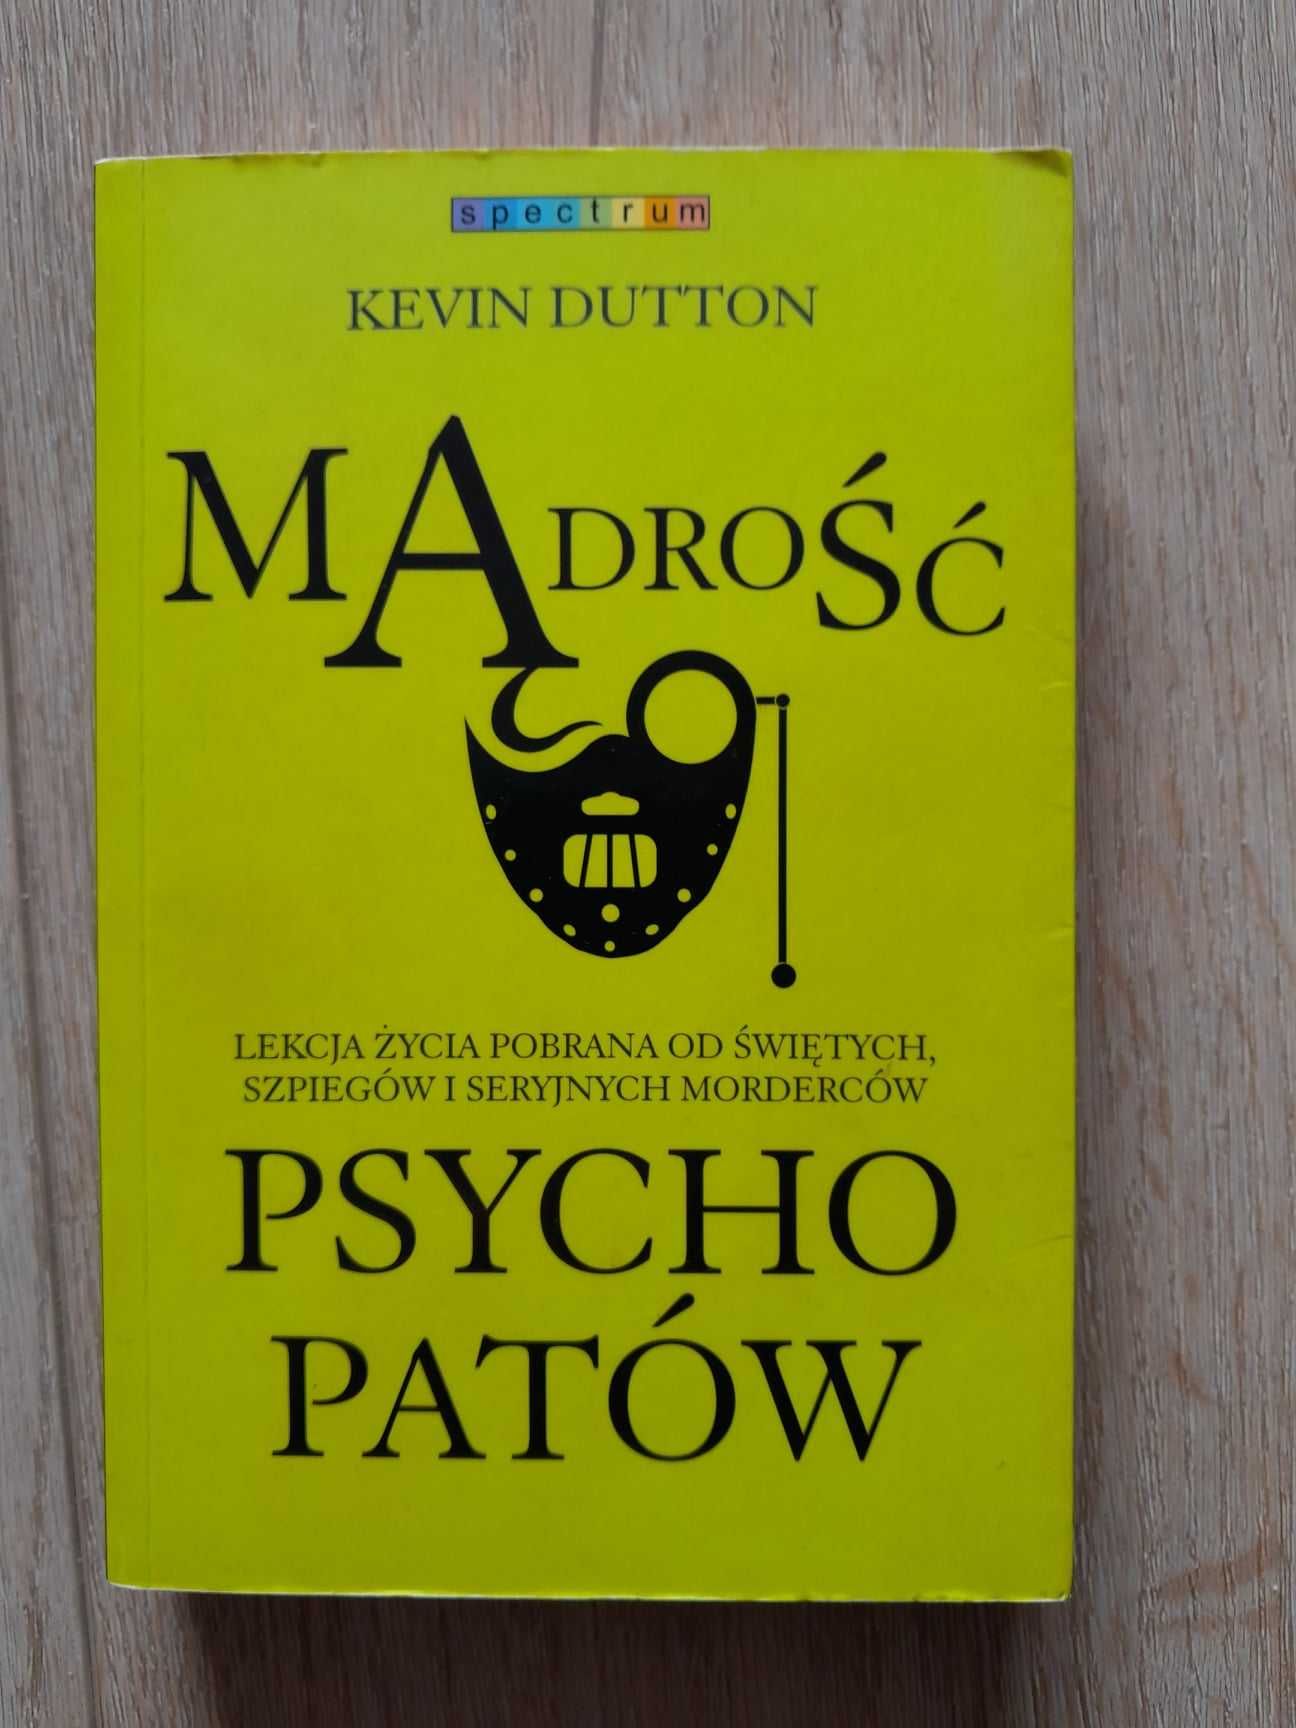 spectrum
KEVIN DUTTON
MĄDROŚĆ
LEKCJA ŻYCIA POBRANA OD ŚWIĘTYCH,
SZPIEGÓW I SERYJNYCH MORDERCÓW
PSYCHO
PATÓW